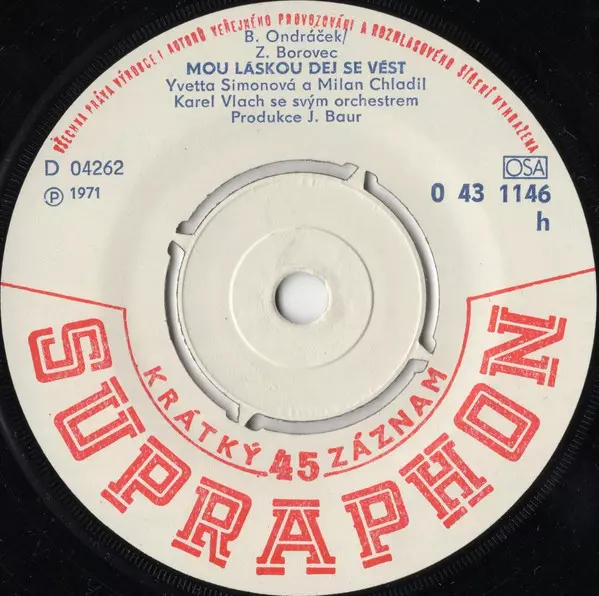 VŠECHNA PRÁVA VÝROBCE I AUTORŮ VEŘEJNÉHO PROVOZOVÁNÍ A ROZHLASOVÉHO ŠÍŘENÍ VYHRAZENA
B. Ondráček/
Z. Borovec
MOU LÁSKOU DEJ SE VÉST
Yvetta Simonová a Milan Chladil
Karel Vlach se svým orchestrem
Produkce J. Baur
D 04262
℗ 1971
OSA
0 43 1146
h
KRÁTKÝ 45 ZÁZNAM
SUPRAPHON